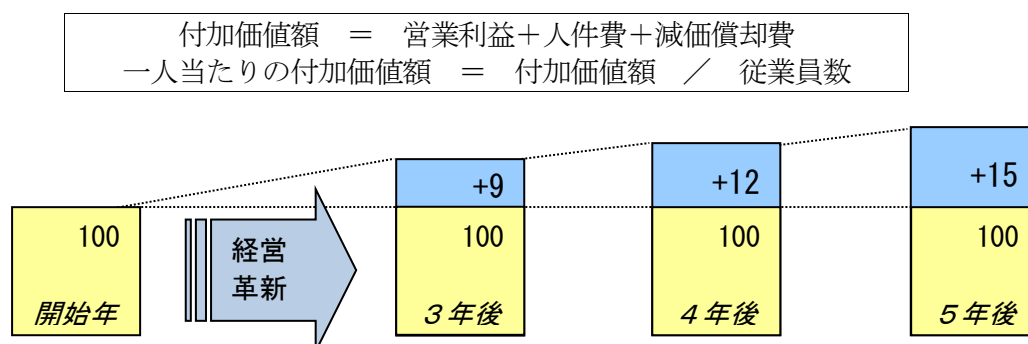 付加価値額　＝　営業利益＋人件費＋減価償却費
一人当たりの付加価値額　＝　付加価値額　／　従業員数
+9
+12
+15
100
経営
革新
100
100
100
開始年
３年後
４年後
５年後